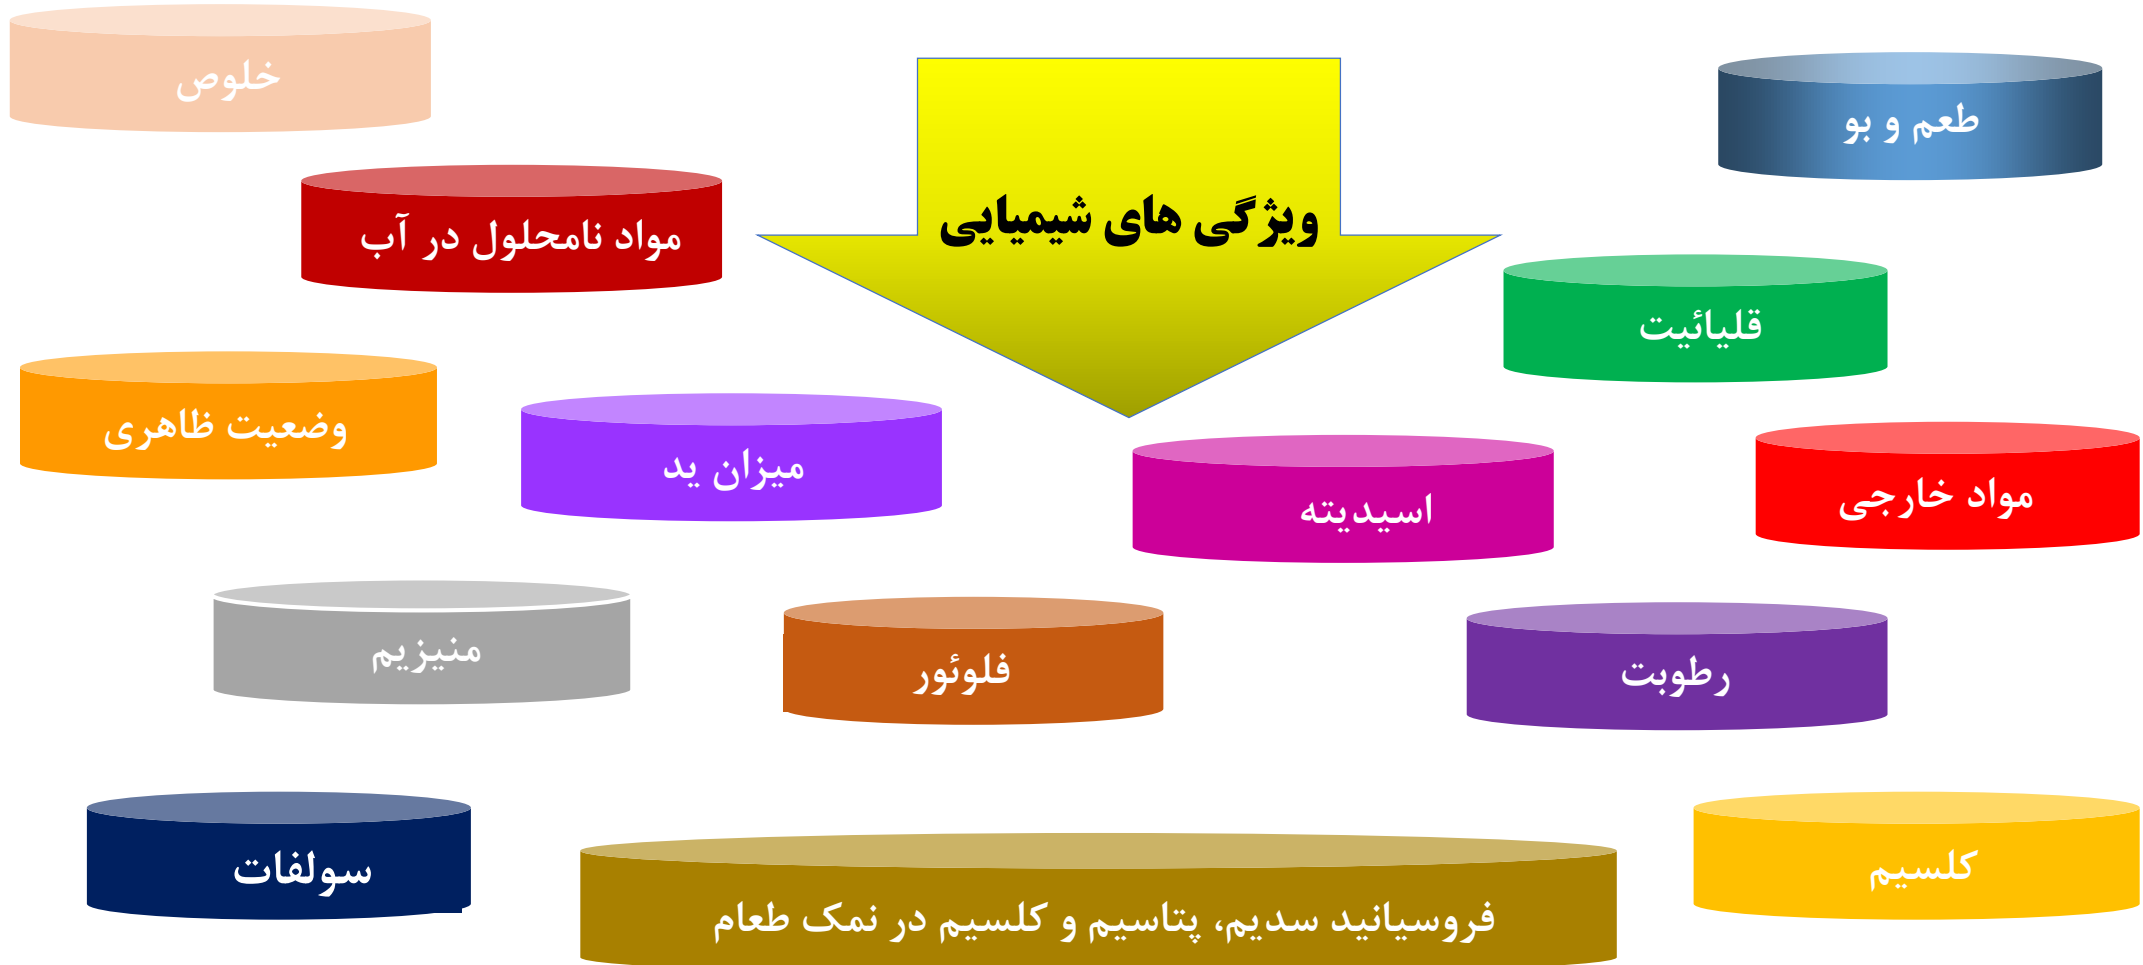 خلوص
طعم و بو
مواد نامحلول در آب
ویژگی های شیمیایی
قلیائیت
وضعیت ظاهری
میزان ید
اسیدیته
مواد خارجی
منیزیم
فلوئور
رطوبت
سولفات
فروسیانید سدیم، پتاسیم و کلسیم در نمک طعام
کلسیم